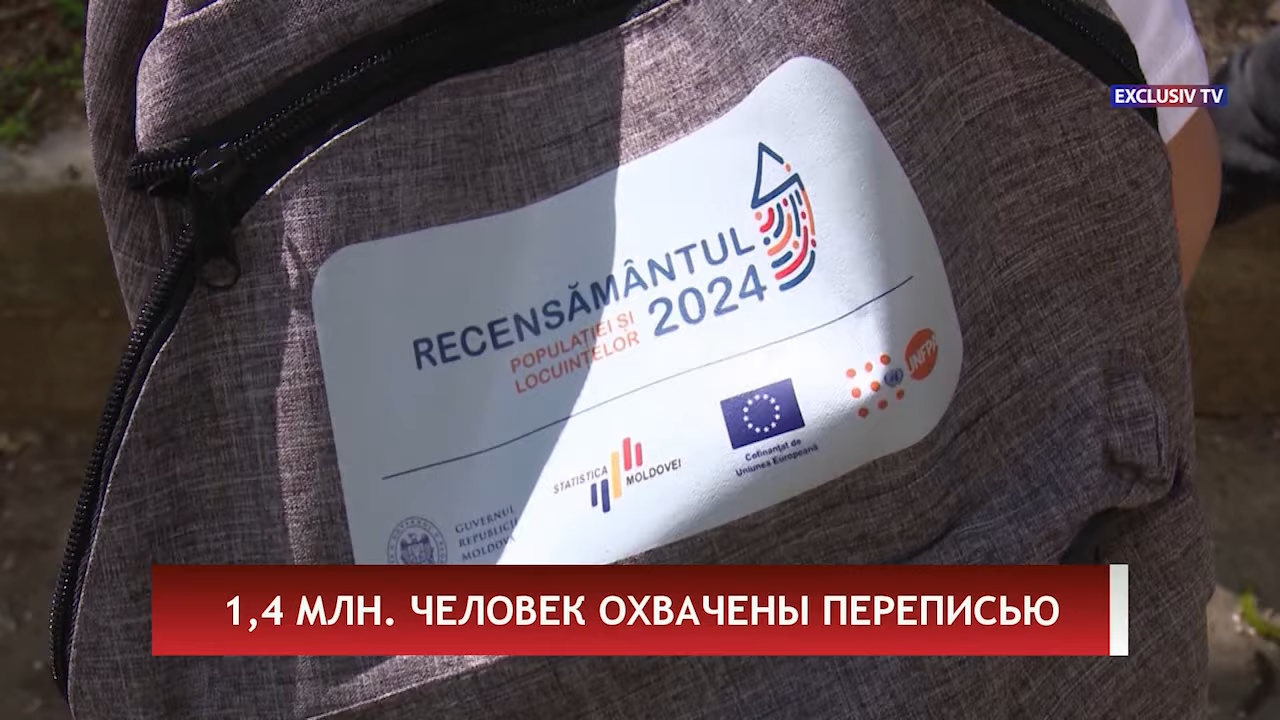 EXCLUSIV TV
RECENSĂMÂNTUL
POPULAȚIEI ȘI
LOCUINȚELOR
2024
STATISTICA
MOLDOVEI
Cofinanțat de
Uniunea Europeană
UNFPA
GUVERNUL
REPUBLICII
MOLDOVA
1,4 МЛН. ЧЕЛОВЕК ОХВАЧЕНЫ ПЕРЕПИСЬЮ